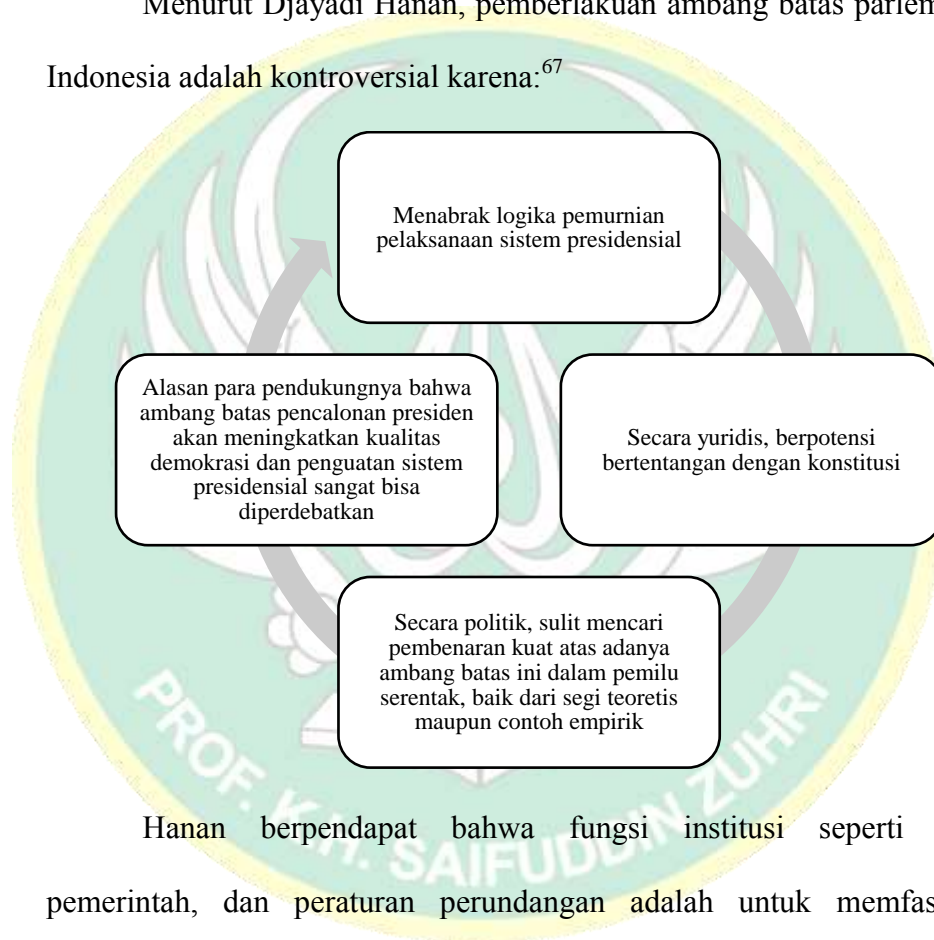 Menurut Djayadi Hanan, pemberlakuan ambang batas
Indonesia adalah kontroversial karena:67
Menabrak logika pemurnian
pelaksanaan sistem presidensial
Secara yuridis, berpotensi
bertentangan dengan konstitusi
Secara politik, sulit mencari
pembenaran kuat atas adanya
ambang batas ini dalam pemilu
serentak, baik dari segi teoretis
maupun contoh empirik
Alasan para pendukungnya bahwa
ambang batas pencalonan presiden
akan meningkatkan kualitas
demokrasi dan penguatan sistem
presidensial sangat bisa
diperdebatkan
Hanan berpendapat bahwa fungsi institusi seperti
pemerintah, dan peraturan perundangan adalah untuk
PROF. K.H. SAIFUDDIN ZUHRI